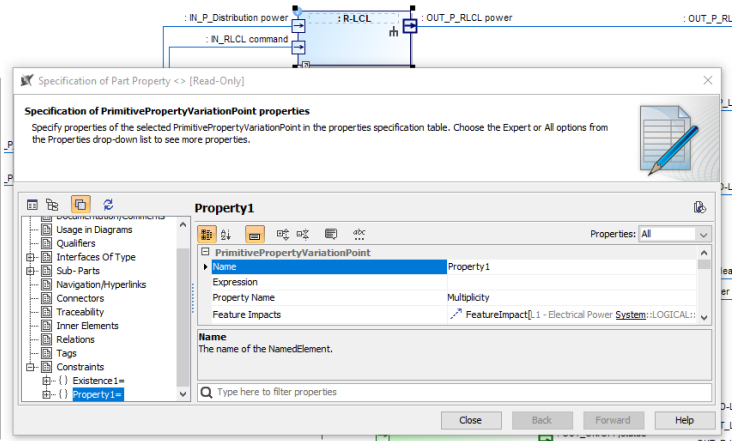 : IN_P_Distribution power
: R-LCL
: OUT_P_RLCL power
: OUT_P_RL
: IN_RLCL command
Specification of Part Property <> [Read-Only]
Specification of PrimitivePropertyVariationPoint properties
Specify properties of the selected PrimitivePropertyVariationPoint in the properties specification table. Choose the Expert or All options from
the Properties drop-down list to see more properties.
Property1
Documentation/Comments
Usage in Diagrams
Qualifiers
Interfaces Of Type
Sub- Parts
Navigation/Hyperlinks
Connectors
Traceability
Inner Elements
Relations
Tags
Constraints
{ } Existence1=
{ } Property1=
Properties: All
PrimitivePropertyVariationPoint
Name Property1
Expression
Property Name Multiplicity
Feature Impacts FeatureImpact[L1 - Electrical Power System::LOGICAL::
Name
The name of the NamedElement.
Type here to filter properties
Close Back Forward Help